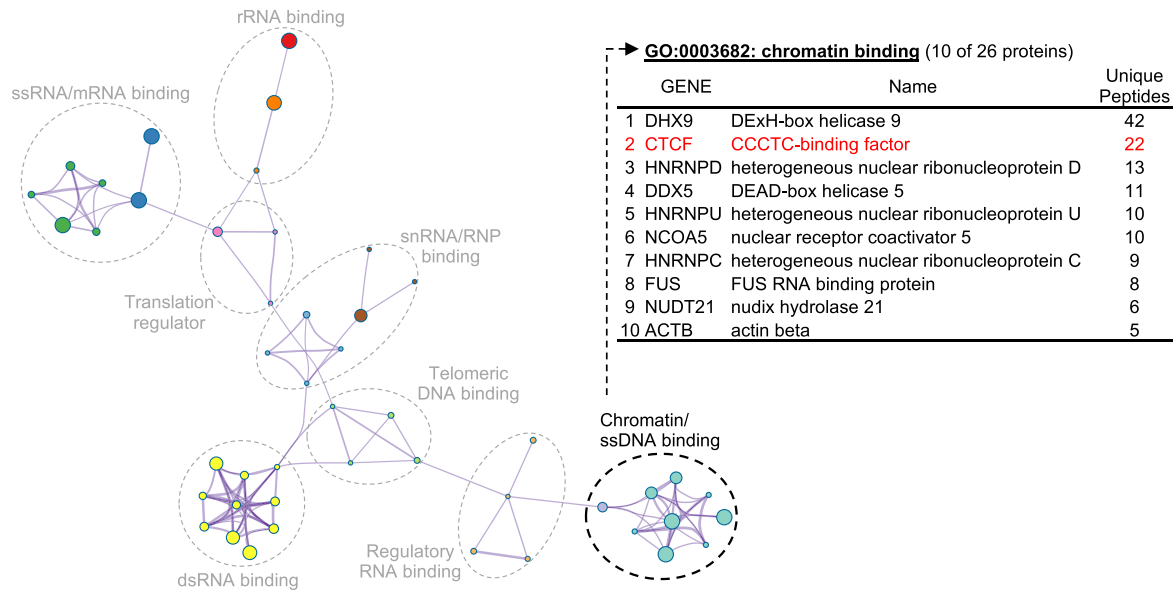 rRNA binding
ssRNA/mRNA binding
snRNA/RNP
binding
Translation
regulator
Telomeric
DNA binding
dsRNA binding
Regulatory
RNA binding
Chromatin/
ssDNA binding
GO:0003682: chromatin binding (10 of 26 proteins)
GENE Name Unique Peptides
1 DHX9 DExH-box helicase 9 42
2 CTCF CCCTC-binding factor 22
3 HNRNPD heterogeneous nuclear ribonucleoprotein D 13
4 DDX5 DEAD-box helicase 5 11
5 HNRNPU heterogeneous nuclear ribonucleoprotein U 10
6 NCOA5 nuclear receptor coactivator 5 10
7 HNRNPC heterogeneous nuclear ribonucleoprotein C 9
8 FUS FUS RNA binding protein 8
9 NUDT21 nudix hydrolase 21 6
10 ACTB actin beta 5